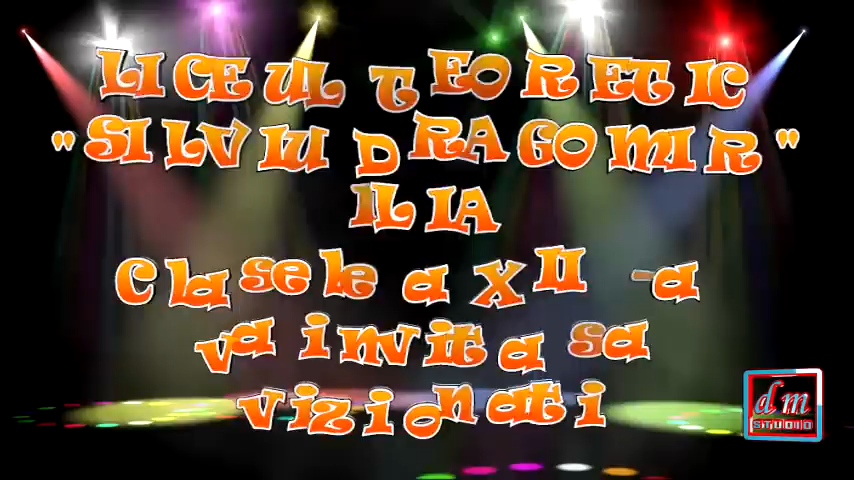 LICEUL TEORETIC
"SILVIU DRAGOMIR"
ILIA
Clasele a XII -a
va invita sa
vizionati
dm
STUDIO